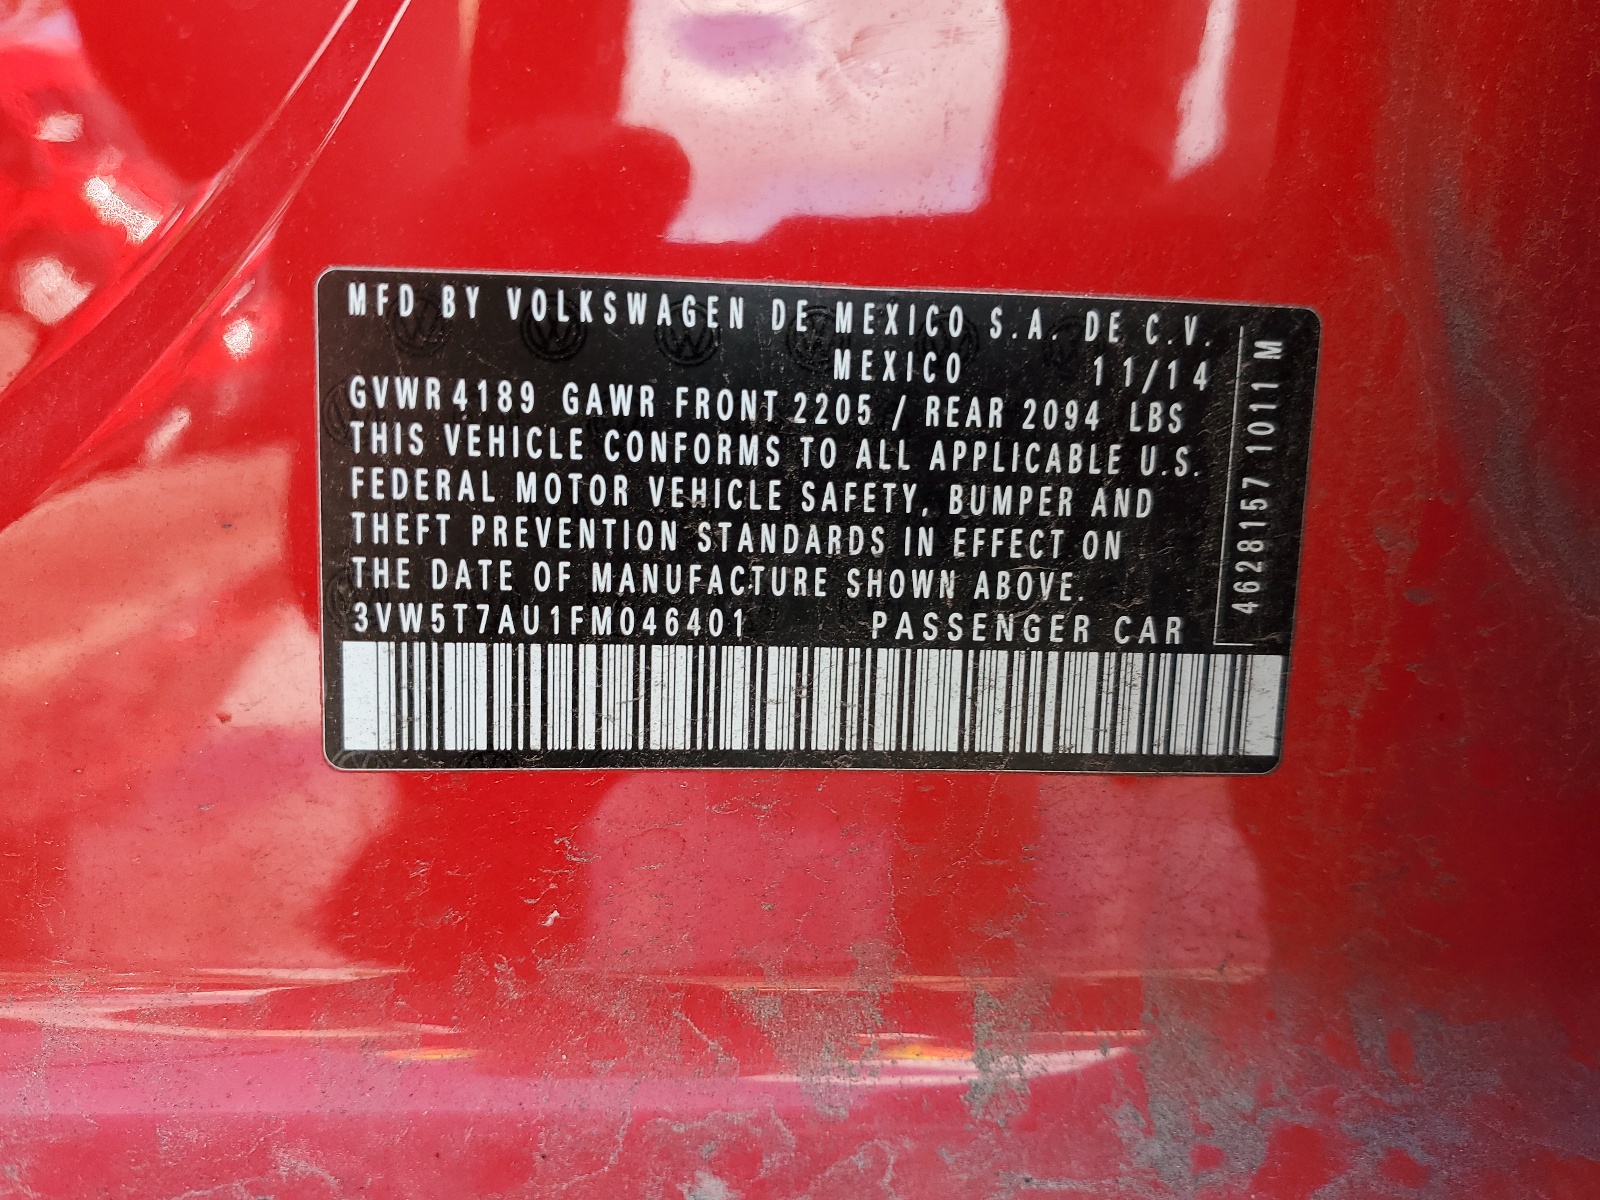 MFD BY VOLKSWAGEN DE MEXICO S.A. DE C.V.
MEXICO 11/14
GVWR 4189 GAWR FRONT 2205 / REAR 2094 LBS
THIS VEHICLE CONFORMS TO ALL APPLICABLE U.S.
FEDERAL MOTOR VEHICLE SAFETY, BUMPER AND
THEFT PREVENTION STANDARDS IN EFFECT ON
THE DATE OF MANUFACTURE SHOWN ABOVE.
3VW5T7AU1FM046401 PASSENGER CAR
4628157 1011 M